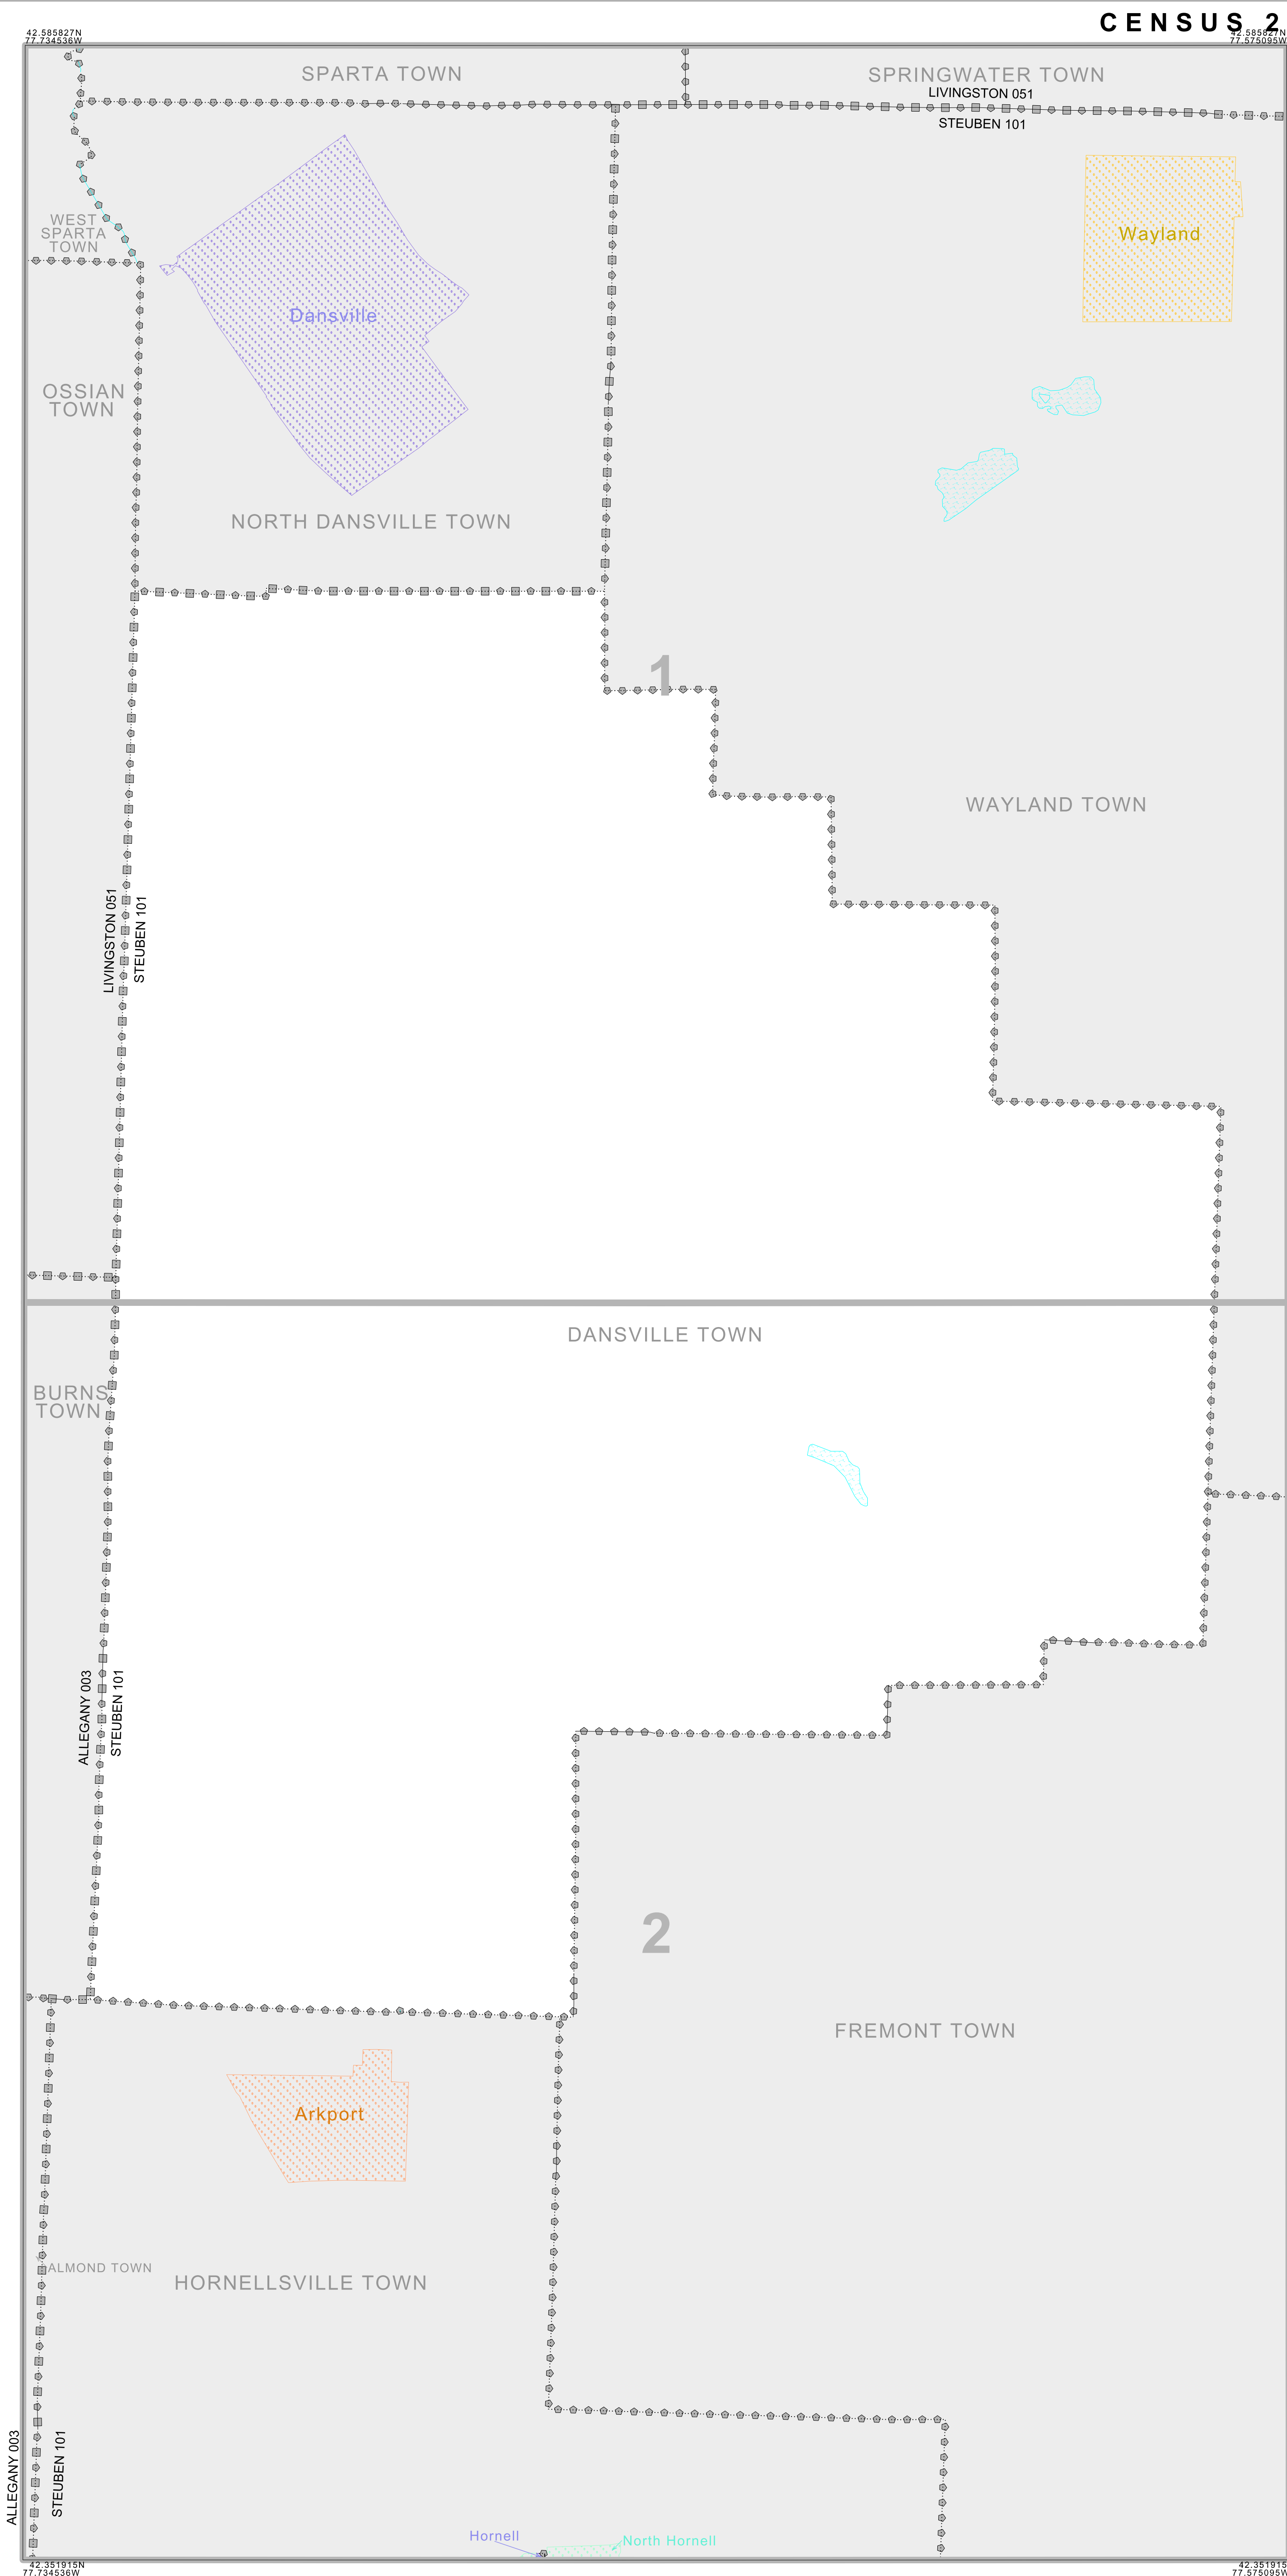 CENSUS 2
42.585827N
77.734536W
42.585827N
77.575095W
SPARTA TOWN
SPRINGWATER TOWN
LIVINGSTON 051
STEUBEN 101
WEST
SPARTA
TOWN
Wayland
Dansville
OSSIAN
TOWN
NORTH DANSVILLE TOWN
1
WAYLAND TOWN
LIVINGSTON 051
STEUBEN 101
DANSVILLE TOWN
BURNS
TOWN
ALLEGANY 003
STEUBEN 101
2
FREMONT TOWN
Arkport
ALMOND TOWN
HORNELLSVILLE TOWN
ALLEGANY 003
STEUBEN 101
Hornell
North Hornell
42.351915N
77.734536W
42.351915
77.575095W